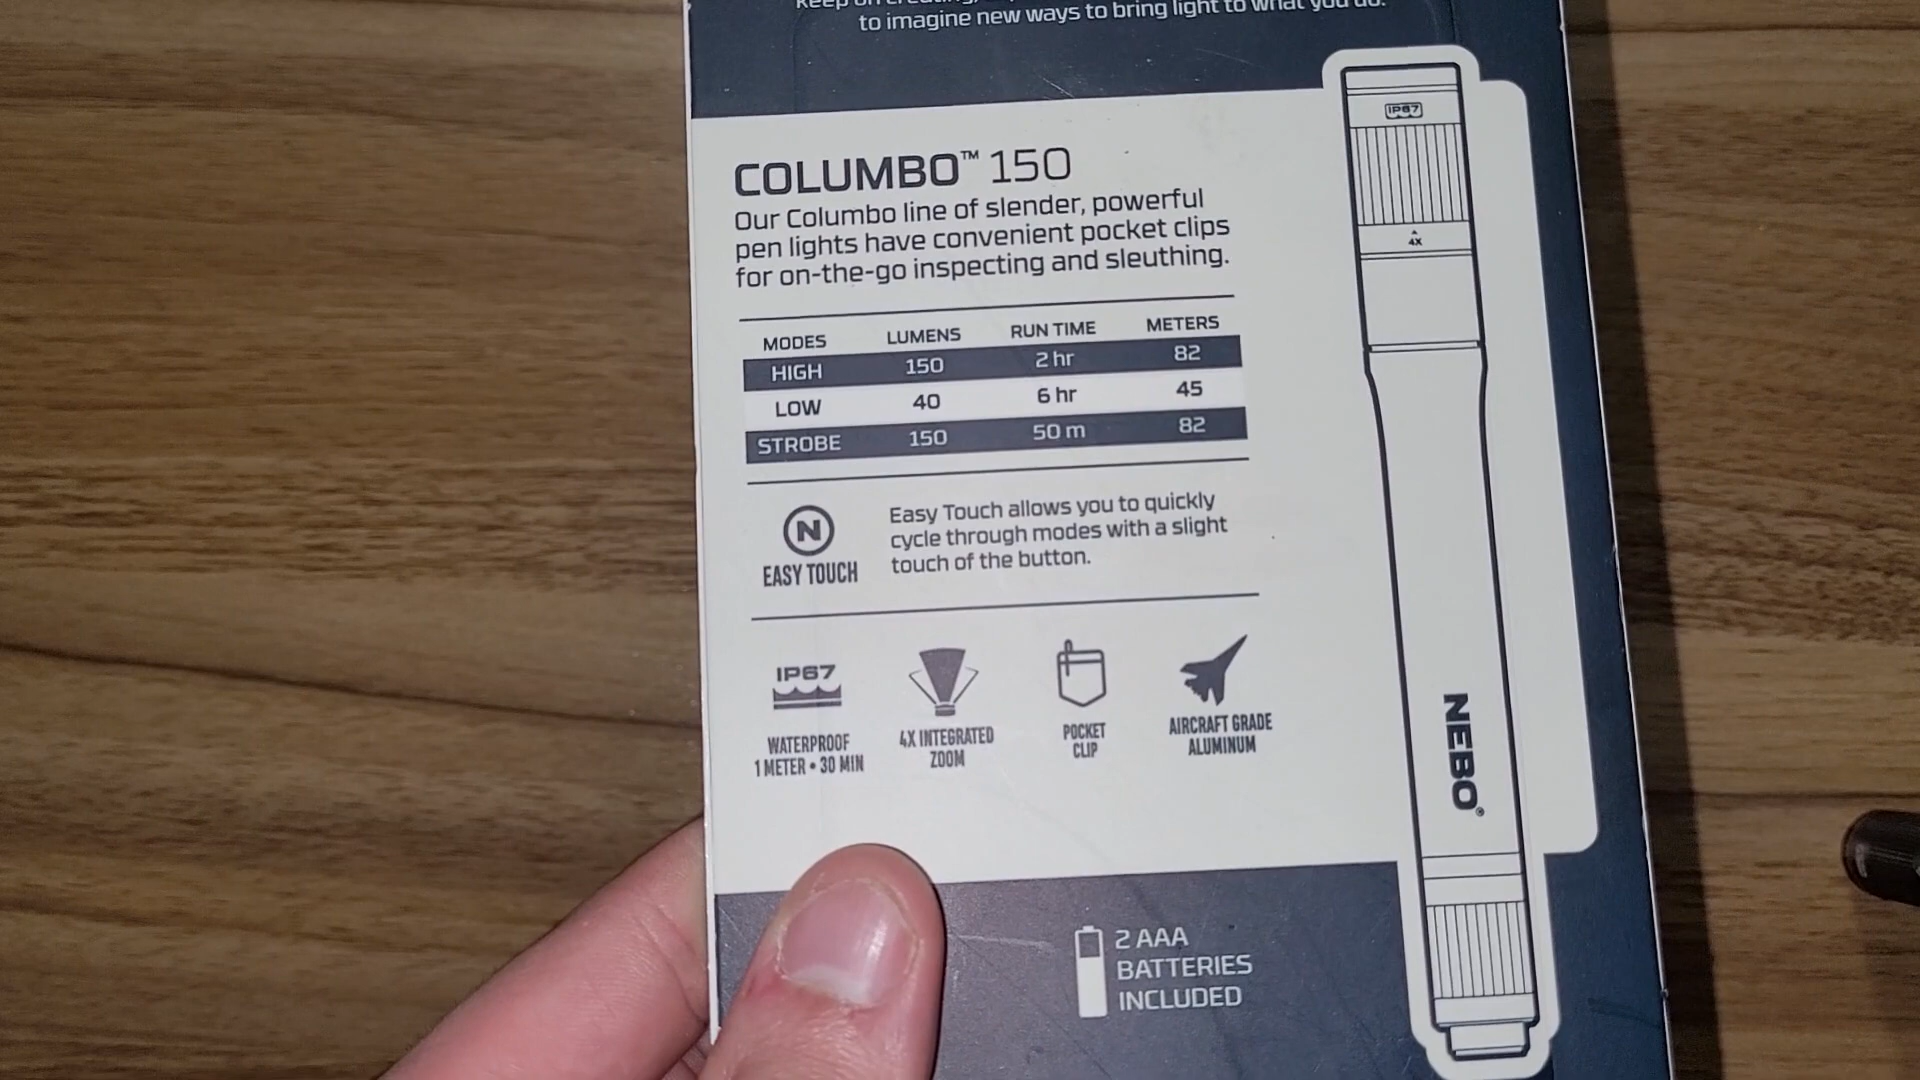 Keep on creating,
to imagine new ways to bring light to what you do.
COLUMBO™ 150
Our Columbo line of slender, powerful
pen lights have convenient pocket clips
for on-the-go inspecting and sleuthing.
MODES LUMENS RUN TIME METERS
HIGH 150 2 hr 82
LOW 40 6 hr 45
STROBE 150 50 m 82
N
EASY TOUCH
Easy Touch allows you to quickly
cycle through modes with a slight
touch of the button.
IP67
WATERPROOF
1 METER • 30 MIN
4X INTEGRATED
ZOOM
POCKET
CLIP
AIRCRAFT GRADE
ALUMINUM
2 AAA
BATTERIES
INCLUDED
IP67
4X
NEBO®